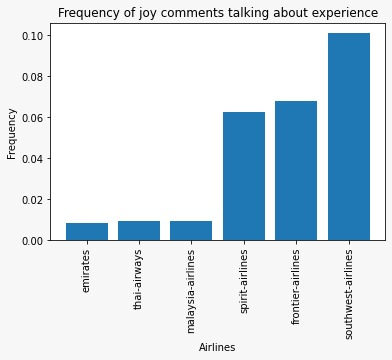 Frequency of joy comments talking about experience
0.10
0.08
0.06
0.04
0.02
0.00
Frequency
emirates
thai-airways
malaysia-airlines
spirit-airlines
frontier-airlines
southwest-airlines
Airlines